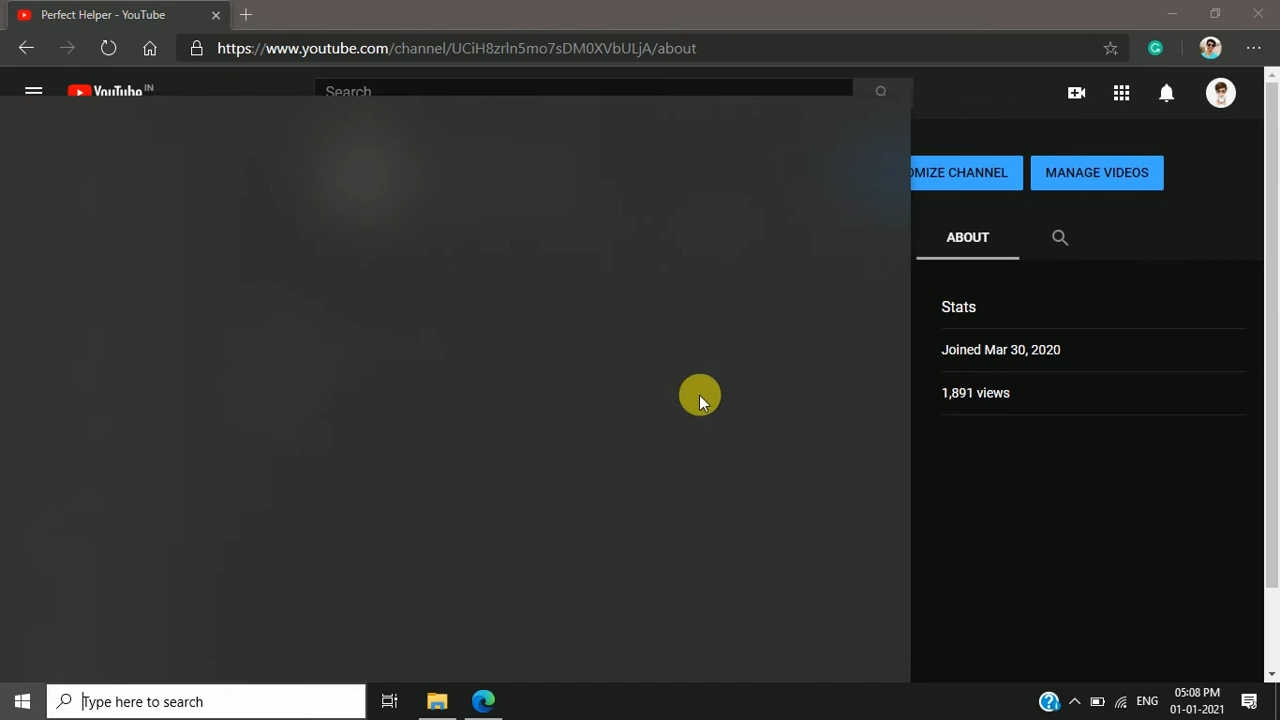 Perfect Helper - YouTube
https://www.youtube.com/channel/UCiH8zrln5mo7sDM0XVbULjA/about
YouTube IN
Search
OMIZE CHANNEL
MANAGE VIDEOS
ABOUT
Stats
Joined Mar 30, 2020
1,891 views
Type here to search
ENG
05:08 PM
01-01-2021